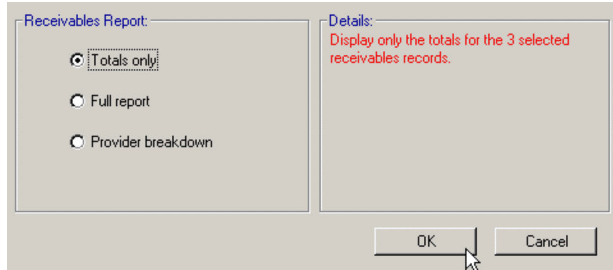 Receivables Report:
Totals only
Full report
Provider breakdown
Details:
Display only the totals for the 3 selected
receivables records.
OK
Cancel